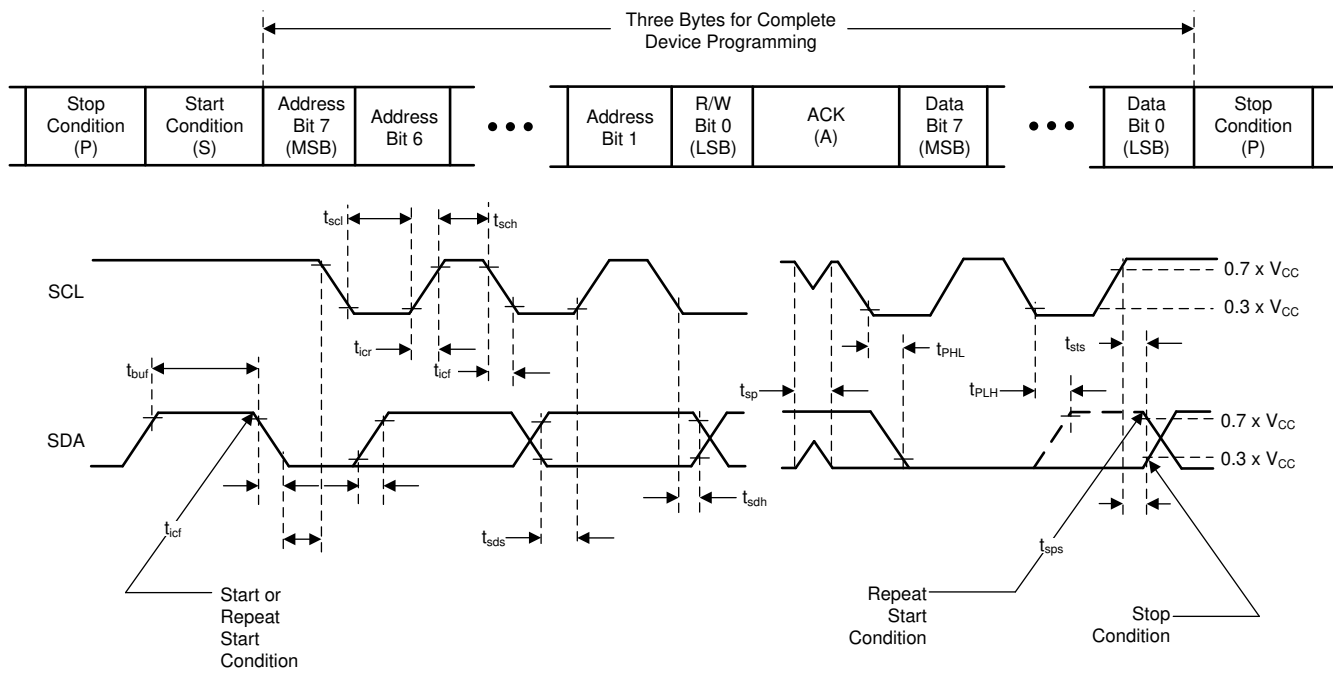 Three Bytes for Complete
Device Programming
Stop
Condition
(P)
Start
Condition
(S)
Address
Bit 7
(MSB)
Address
Bit 6
•••
Address
Bit 1
R/W
Bit 0
(LSB)
ACK
(A)
Data
Bit 7
(MSB)
•••
Data
Bit 0
(LSB)
Stop
Condition
(P)
tscl
tsch
SCL
0.7 x VCC
0.3 x VCC
ticr
ticf
tPHL
tsts
tbuf
tsp
tPLH
SDA
0.7 x VCC
0.3 x VCC
ticf
tsdh
tsds
tsps
Start or
Repeat
Start
Condition
Repeat
Start
Condition
Stop
Condition